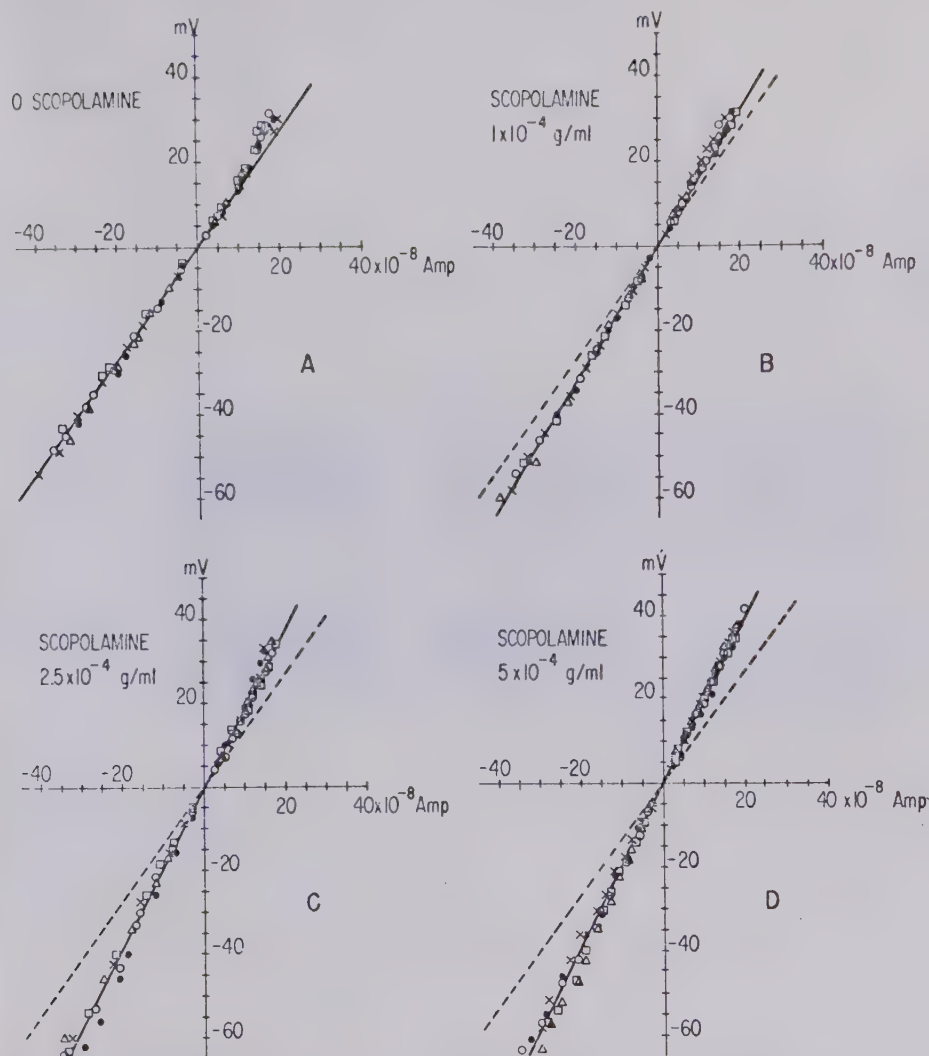 mV
40
20
-40
-20
20
40x10⁻⁸ Amp
-20
-40
-60
O SCOPOLAMINE
A
mV
40
20
-40
-20
20
40x10⁻⁸ Amp
-20
-40
-60
SCOPOLAMINE
1x10⁻⁴ g/ml
B
mV
40
20
-40
-20
20
40x10⁻⁸ Amp
-20
-40
-60
SCOPOLAMINE
2.5x10⁻⁴ g/ml
C
mV
40
20
-40
-20
20
40 x10⁻⁸ Amp
-20
-40
-60
SCOPOLAMINE
5x10⁻⁴ g/ml
D